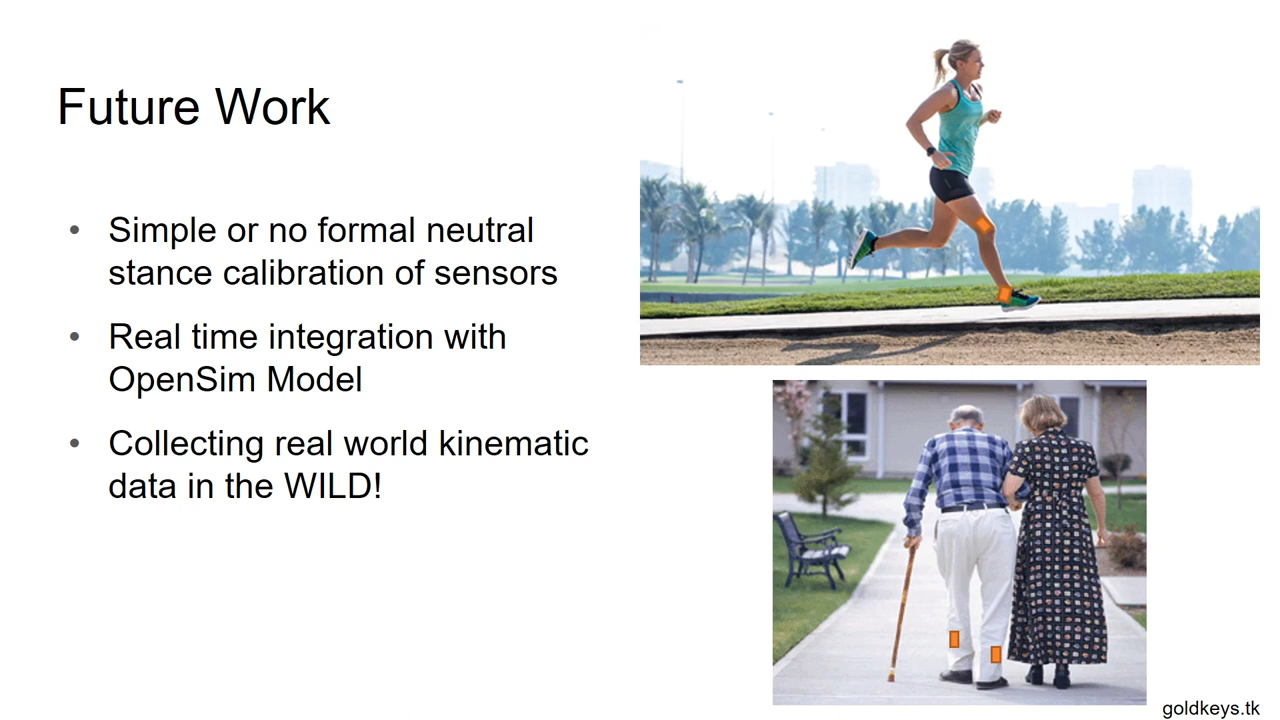 Future Work
• Simple or no formal neutral
stance calibration of sensors
• Real time integration with
OpenSim Model
• Collecting real world kinematic
data in the WILD!
goldkeys.tk